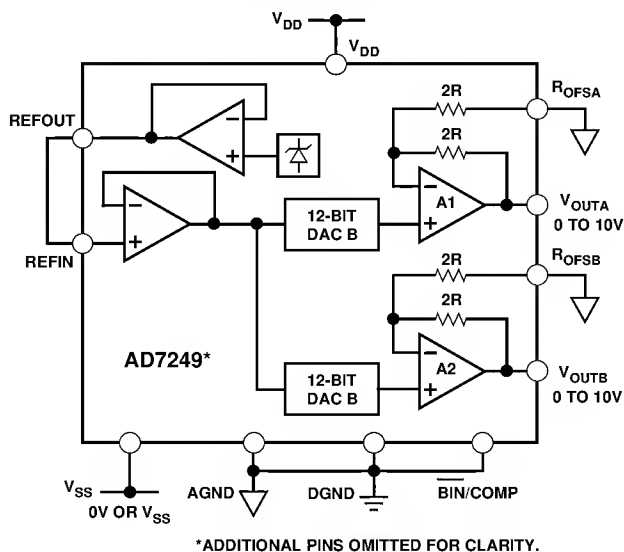 VDD
VDD
REFOUT
REFIN
2R
2R
ROFSA
A1
VOUTA
0 TO 10V
12-BIT
DAC B
2R
2R
ROFSB
A2
VOUTB
0 TO 10V
12-BIT
DAC B
AD7249*
VSS
0V OR VSS
AGND
DGND
BIN/COMP
*ADDITIONAL PINS OMITTED FOR CLARITY.